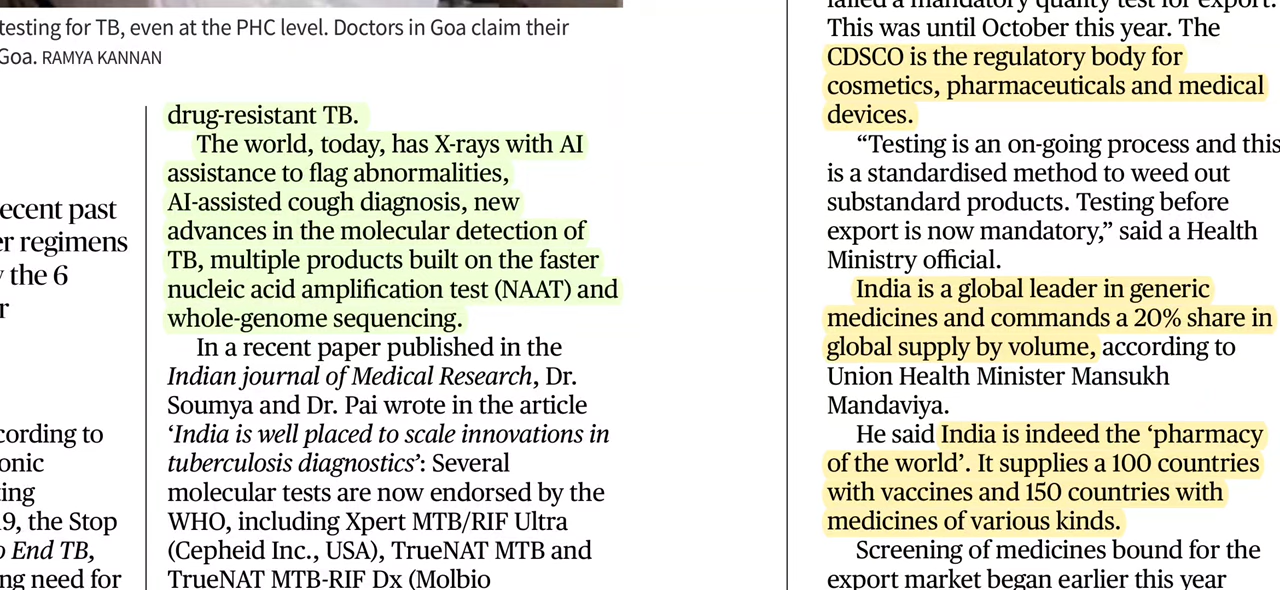 testing for TB, even at the PHC level. Doctors in Goa claim their
Goa. RAMYA KANNAN
ecent past
er regimens
the 6
r
cording to
onic
ing
19, the Stop
o End TB,
ng need for
drug-resistant TB.
The world, today, has X-rays with AI
assistance to flag abnormalities,
AI-assisted cough diagnosis, new
advances in the molecular detection of
TB, multiple products built on the faster
nucleic acid amplification test (NAAT) and
whole-genome sequencing.
In a recent paper published in the
Indian journal of Medical Research, Dr.
Soumya and Dr. Pai wrote in the article
‘India is well placed to scale innovations in
tuberculosis diagnostics’: Several
molecular tests are now endorsed by the
WHO, including Xpert MTB/RIF Ultra
(Cepheid Inc., USA), TrueNAT MTB and
TrueNAT MTB-RIF Dx (Molbio
failed a mandatory quality test for export.
This was until October this year. The
CDSCO is the regulatory body for
cosmetics, pharmaceuticals and medical
devices.
“Testing is an on-going process and this
is a standardised method to weed out
substandard products. Testing before
export is now mandatory,” said a Health
Ministry official.
India is a global leader in generic
medicines and commands a 20% share in
global supply by volume, according to
Union Health Minister Mansukh
Mandaviya.
He said India is indeed the ‘pharmacy
of the world’. It supplies a 100 countries
with vaccines and 150 countries with
medicines of various kinds.
Screening of medicines bound for the
export market began earlier this year